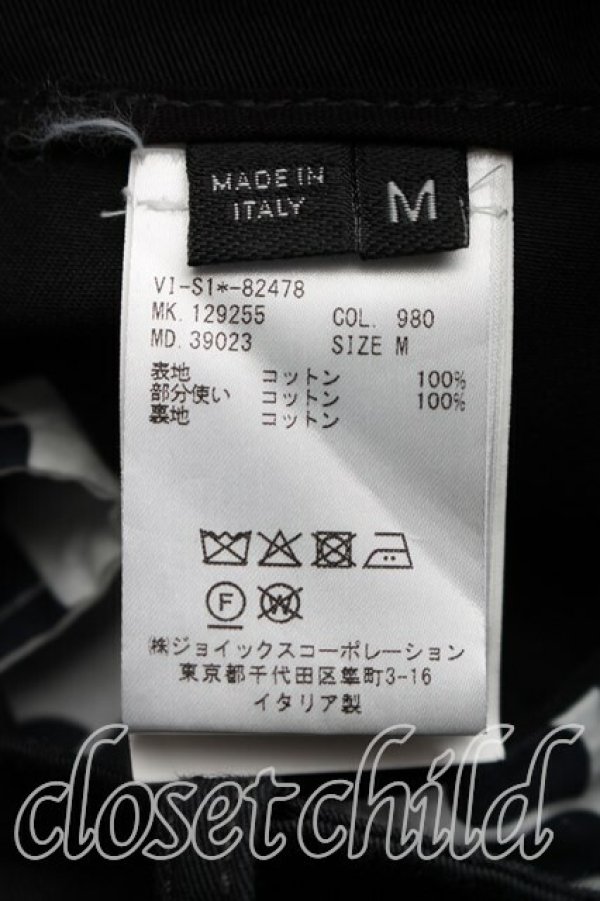 MADE IN
ITALY
M
VI-S1*-82478
MK. 129255 COL. 980
MD. 39023 SIZE M
表地 コットン 100%
部分使い コットン 100%
裏地 コットン
F W
㈱ジョイックスコーポレーション
東京都千代田区隼町3-16
イタリア製
closet child